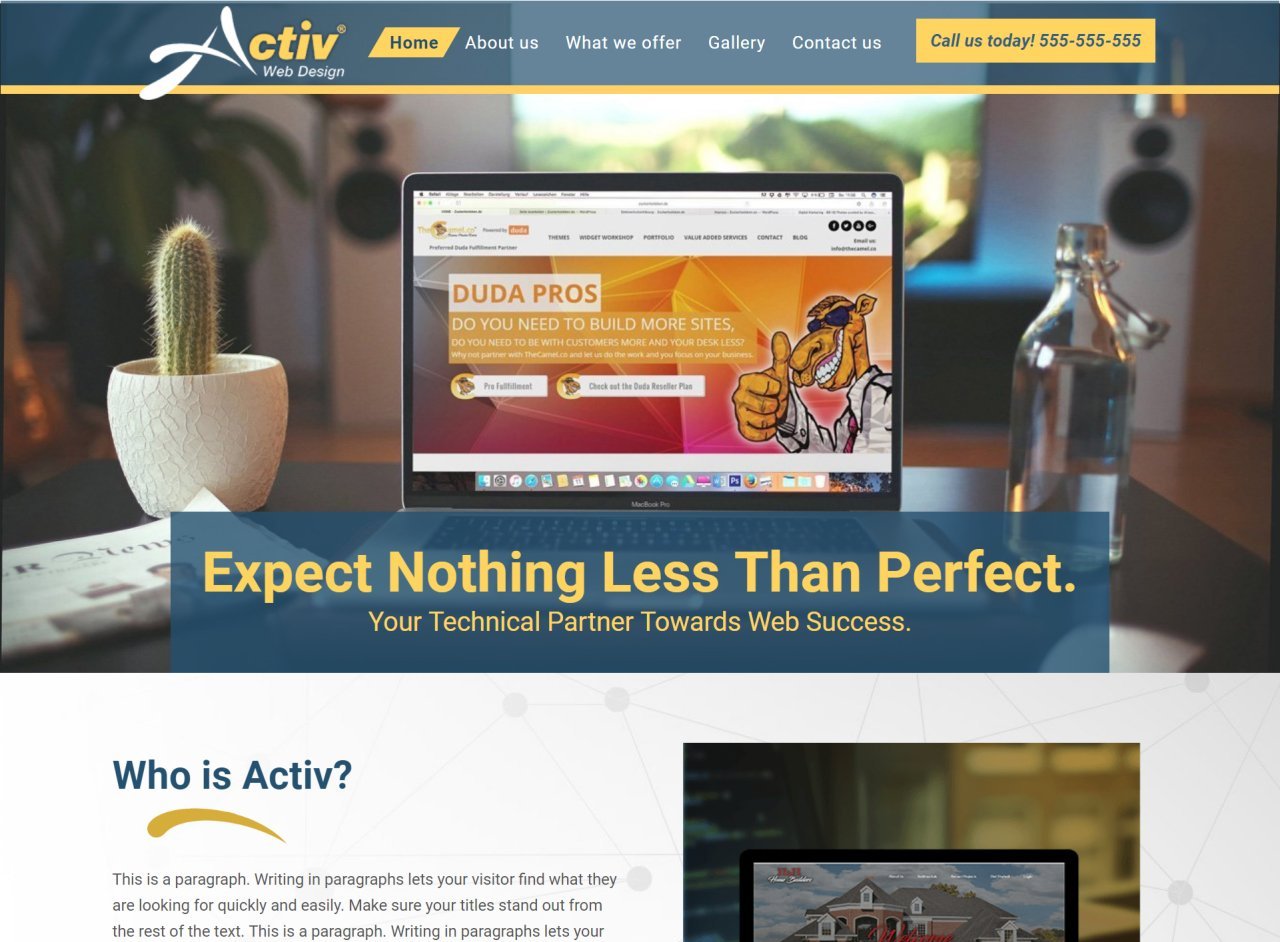 Activ®
Web Design
Home
About us
What we offer
Gallery
Contact us
Call us today! 555-555-555
THEMES WIDGET WORKSHOP PORTFOLIO VALUE ADDED SERVICES CONTACT BLOG
Powered by duda
Preferred Duda Fulfillment Partner
Email us:
info@thecamel.co
DUDA PROS
DO YOU NEED TO BUILD MORE SITES,
DO YOU NEED TO BE WITH CUSTOMERS MORE AND YOUR DESK LESS?
Why not partner with TheCamel.co and let us do the work and you focus on your business.
Pro Fullfillment
Check out the Duda Reseller Plan
MacBook Pro
Expect Nothing Less Than Perfect.
Your Technical Partner Towards Web Success.
Who is Activ?
This is a paragraph. Writing in paragraphs lets your visitor find what they
are looking for quickly and easily. Make sure your titles stand out from
the rest of the text. This is a paragraph. Writing in paragraphs lets your
Home Builders